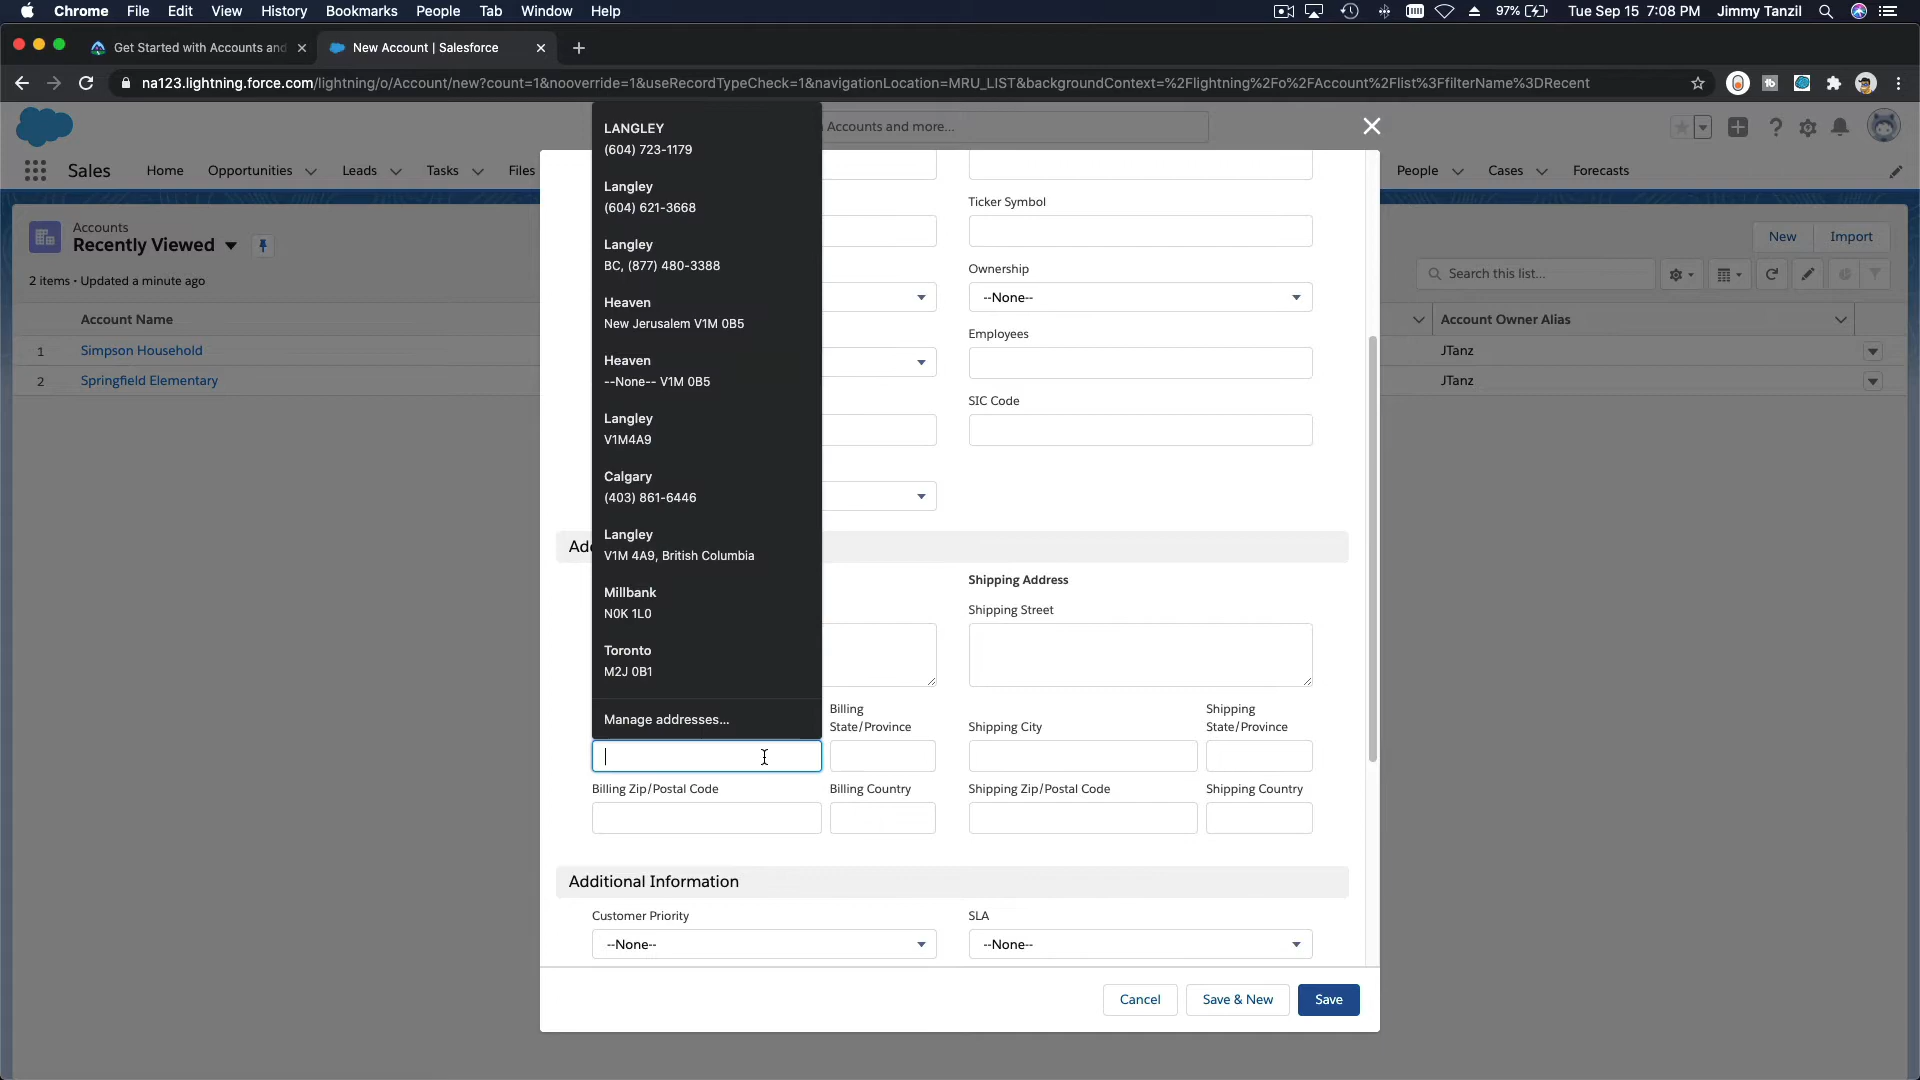 Chrome File Edit View History Bookmarks People Tab Window Help 97% Tue Sep 15 7:08 PM Jimmy Tanzil
Get Started with Accounts and New Account | Salesforce
na123.lightning.force.com/lightning/o/Account/new?count=1&nooverride=1&useRecordTypeCheck=1&navigationLocation=MRU_LIST&backgroundContext=%2Flightning%2Fo%2FAccount%2Flist%3FfilterName%3DRecent
Accounts and more...
Sales Home Opportunities Leads Tasks Files People Cases Forecasts
Accounts
Recently Viewed
New Import
2 items • Updated a minute ago
Search this list...
Account Name Account Owner Alias
1 Simpson Household JTanz
2 Springfield Elementary JTanz
LANGLEY
(604) 723-1179
Langley
(604) 621-3668
Langley
BC, (877) 480-3388
Heaven
New Jerusalem V1M 0B5
Heaven
--None-- V1M 0B5
Langley
V1M4A9
Calgary
(403) 861-6446
Langley
V1M 4A9, British Columbia
Millbank
N0K 1L0
Toronto
M2J 0B1
Manage addresses...
Ticker Symbol
Ownership
--None--
Employees
SIC Code
Add
Shipping Address
Shipping Street
Billing
State/Province
Shipping City
Shipping
State/Province
Billing Zip/Postal Code Billing Country Shipping Zip/Postal Code Shipping Country
Additional Information
Customer Priority SLA
--None-- --None--
Cancel Save & New Save